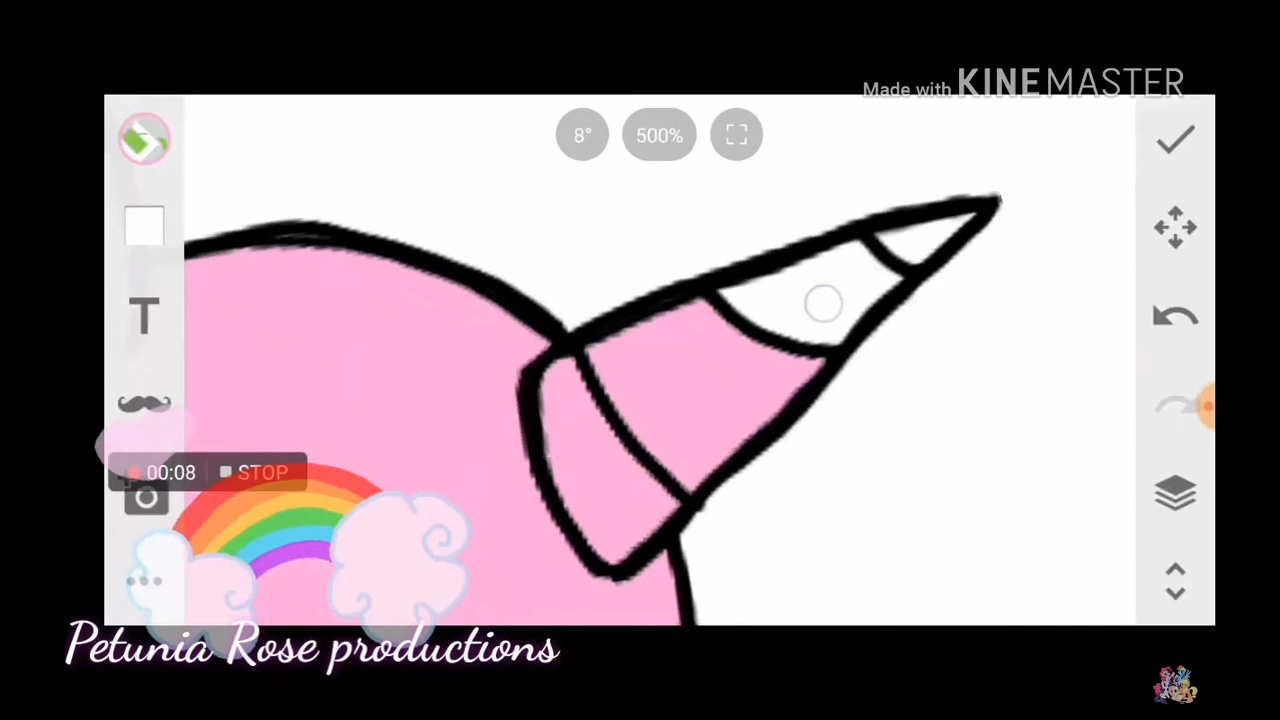 Made with KINEMASTER
8° 500%
T
00:08 STOP
Petunia Rose productions